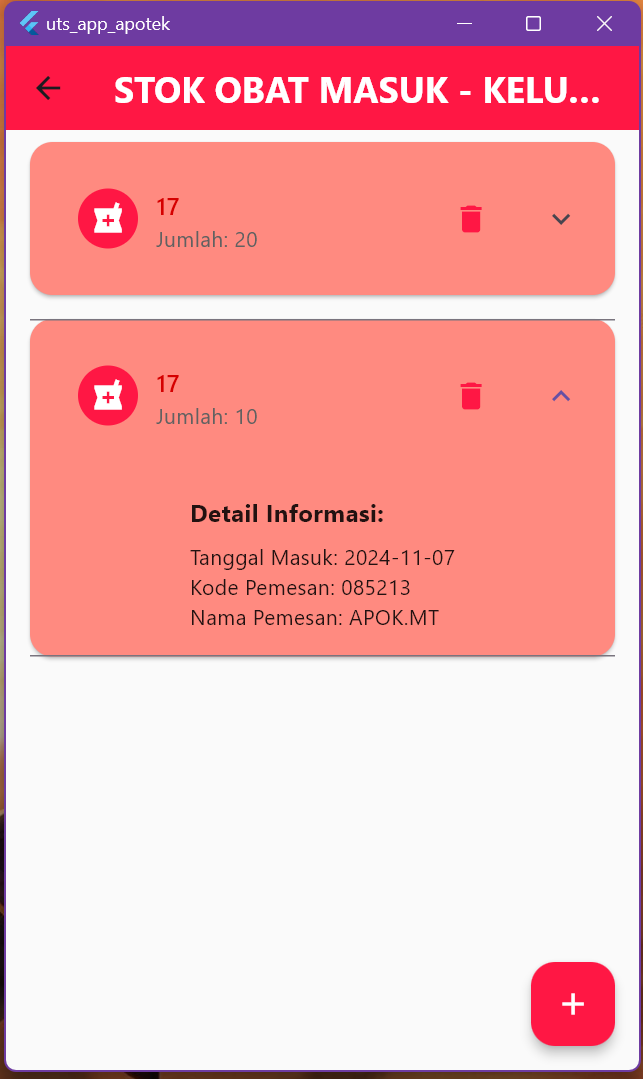 uts_app_apotek
STOK OBAT MASUK - KELU...
17
Jumlah: 20
17
Jumlah: 10
Detail Informasi:
Tanggal Masuk: 2024-11-07
Kode Pemesan: 085213
Nama Pemesan: APOK.MT